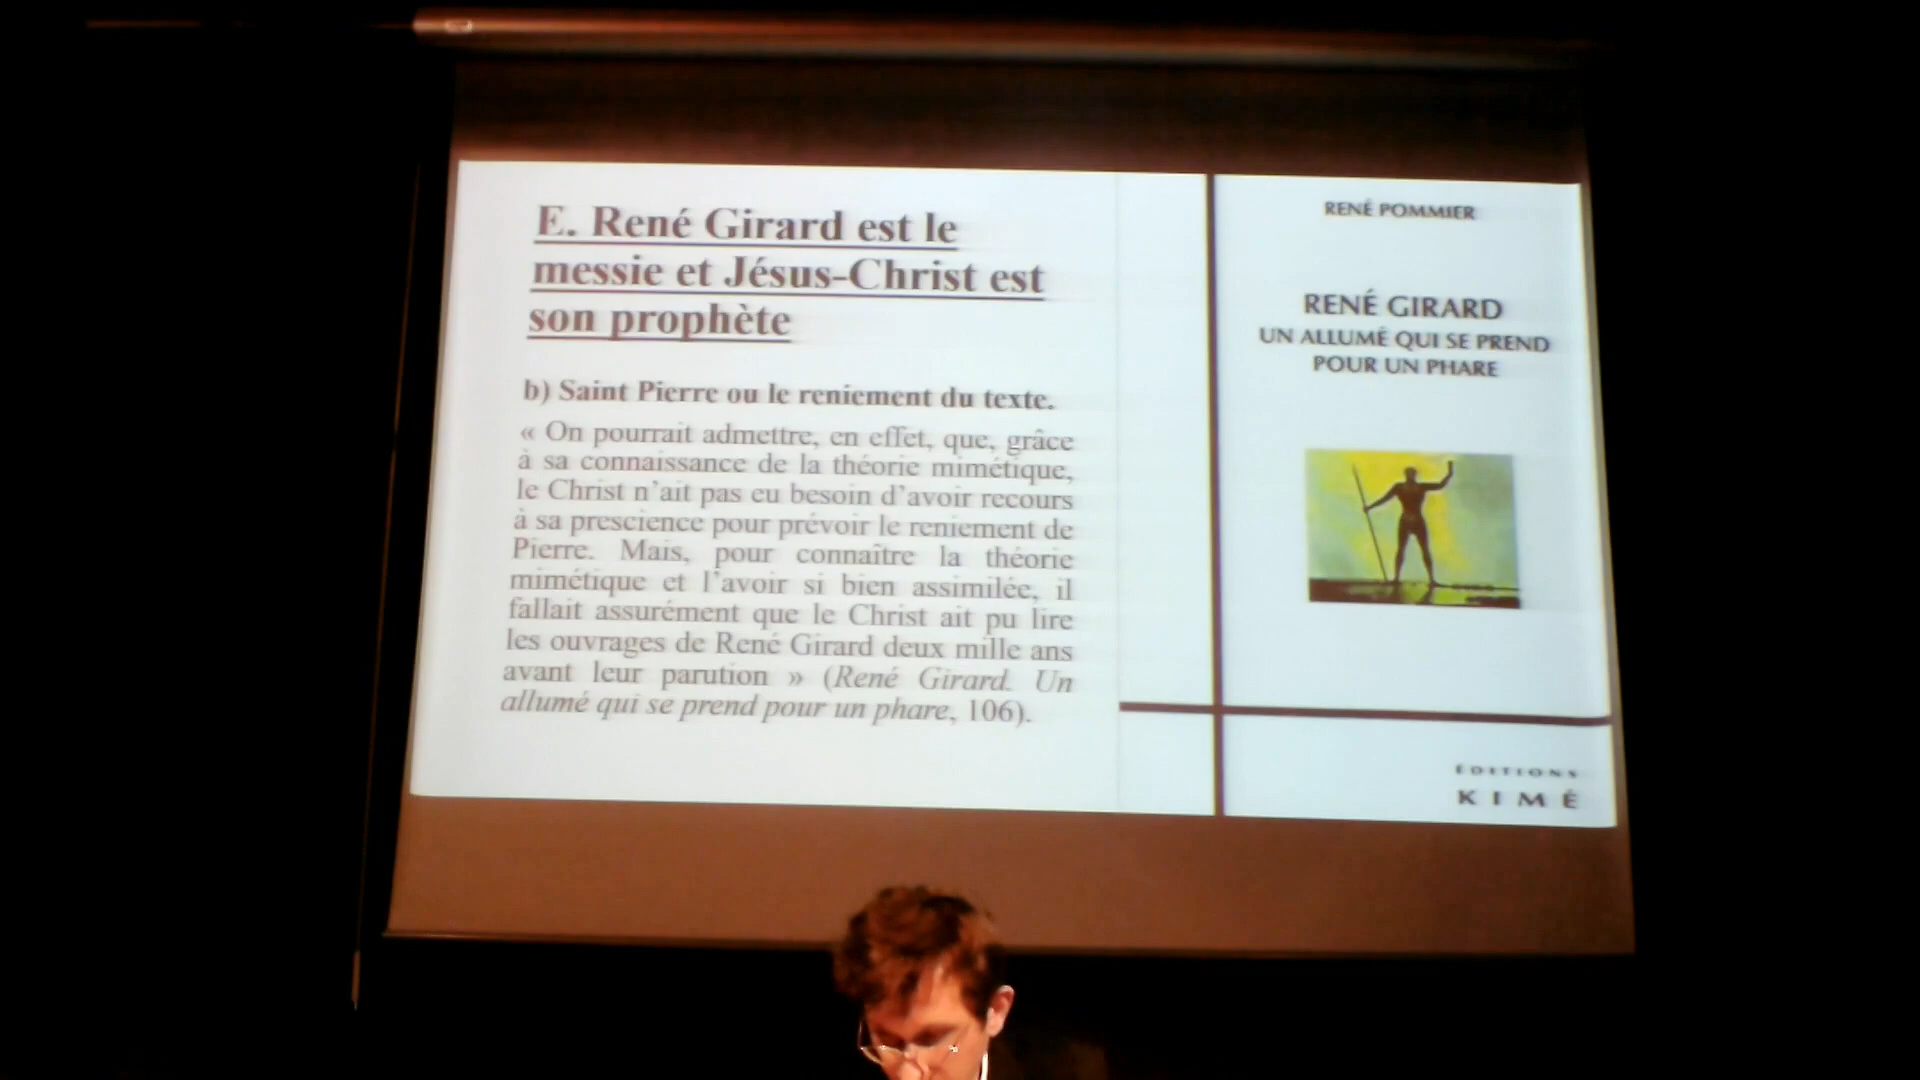 E. René Girard est le
messie et Jésus-Christ est
son prophète
b) Saint Pierre ou le reniement du texte.
« On pourrait admettre, en effet, que, grâce
à sa connaissance de la théorie mimétique,
le Christ n’ait pas eu besoin d’avoir recours
à sa prescience pour prévoir le reniement de
Pierre. Mais, pour connaître la théorie
mimétique et l’avoir si bien assimilée, il
fallait assurément que le Christ ait pu lire
les ouvrages de René Girard deux mille ans
avant leur parution » (René Girard. Un
allumé qui se prend pour un phare, 106).
RENÉ POMMIER
RENÉ GIRARD
UN ALLUMÉ QUI SE PREND
POUR UN PHARE
ÉDITIONS
KIMÉ